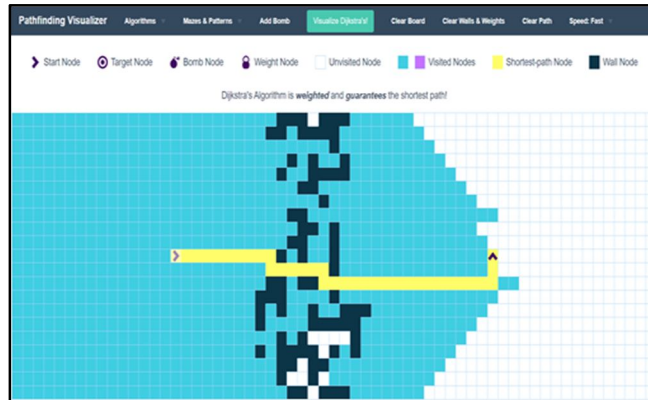 Pathfinding Visualizer Algorithms Mazes & Patterns Add Bomb Visualize Dijkstra's! Clear Board Clear Walls & Weights Clear Path Speed: Fast
Start Node Target Node Bomb Node Weight Node Unvisited Node Visited Nodes Shortest-path Node Wall Node
Dijkstra's Algorithm is weighted and guarantees the shortest path!